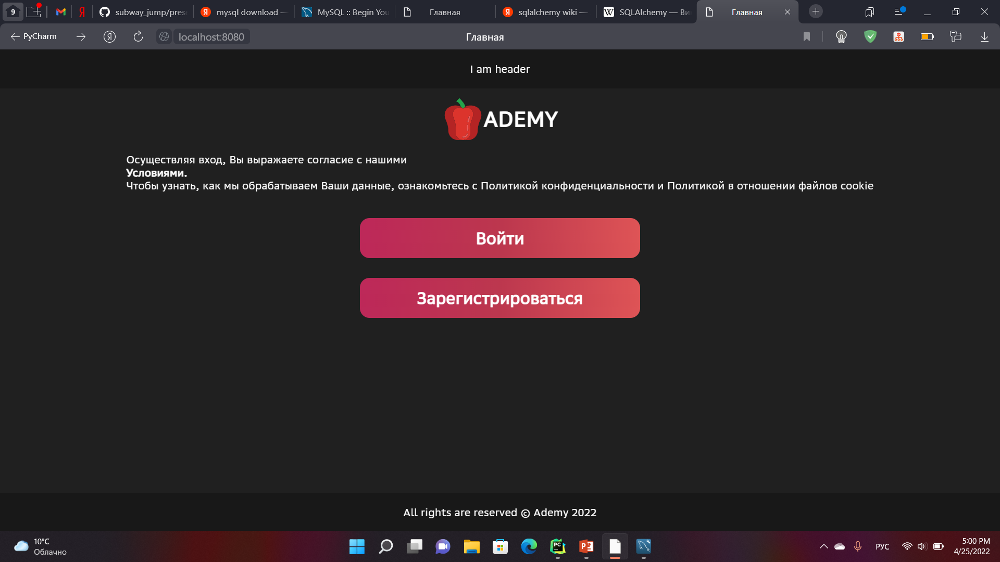 9
subway_jump/prese
mysql download —
MySQL :: Begin You
Главная
sqlalchemy wiki —
SQLAlchemy — Ви
Главная
PyCharm
localhost:8080
Главная
I am header
ADEMY
Осуществляя вход, Вы выражаете согласие с нашими
Условиями.
Чтобы узнать, как мы обрабатываем Ваши данные, ознакомьтесь с Политикой конфиденциальности и Политикой в отношении файлов cookie
Войти
Зарегистрироваться
All rights are reserved © Ademy 2022
10°C
Облачно
РУС
5:00 PM
4/25/2022